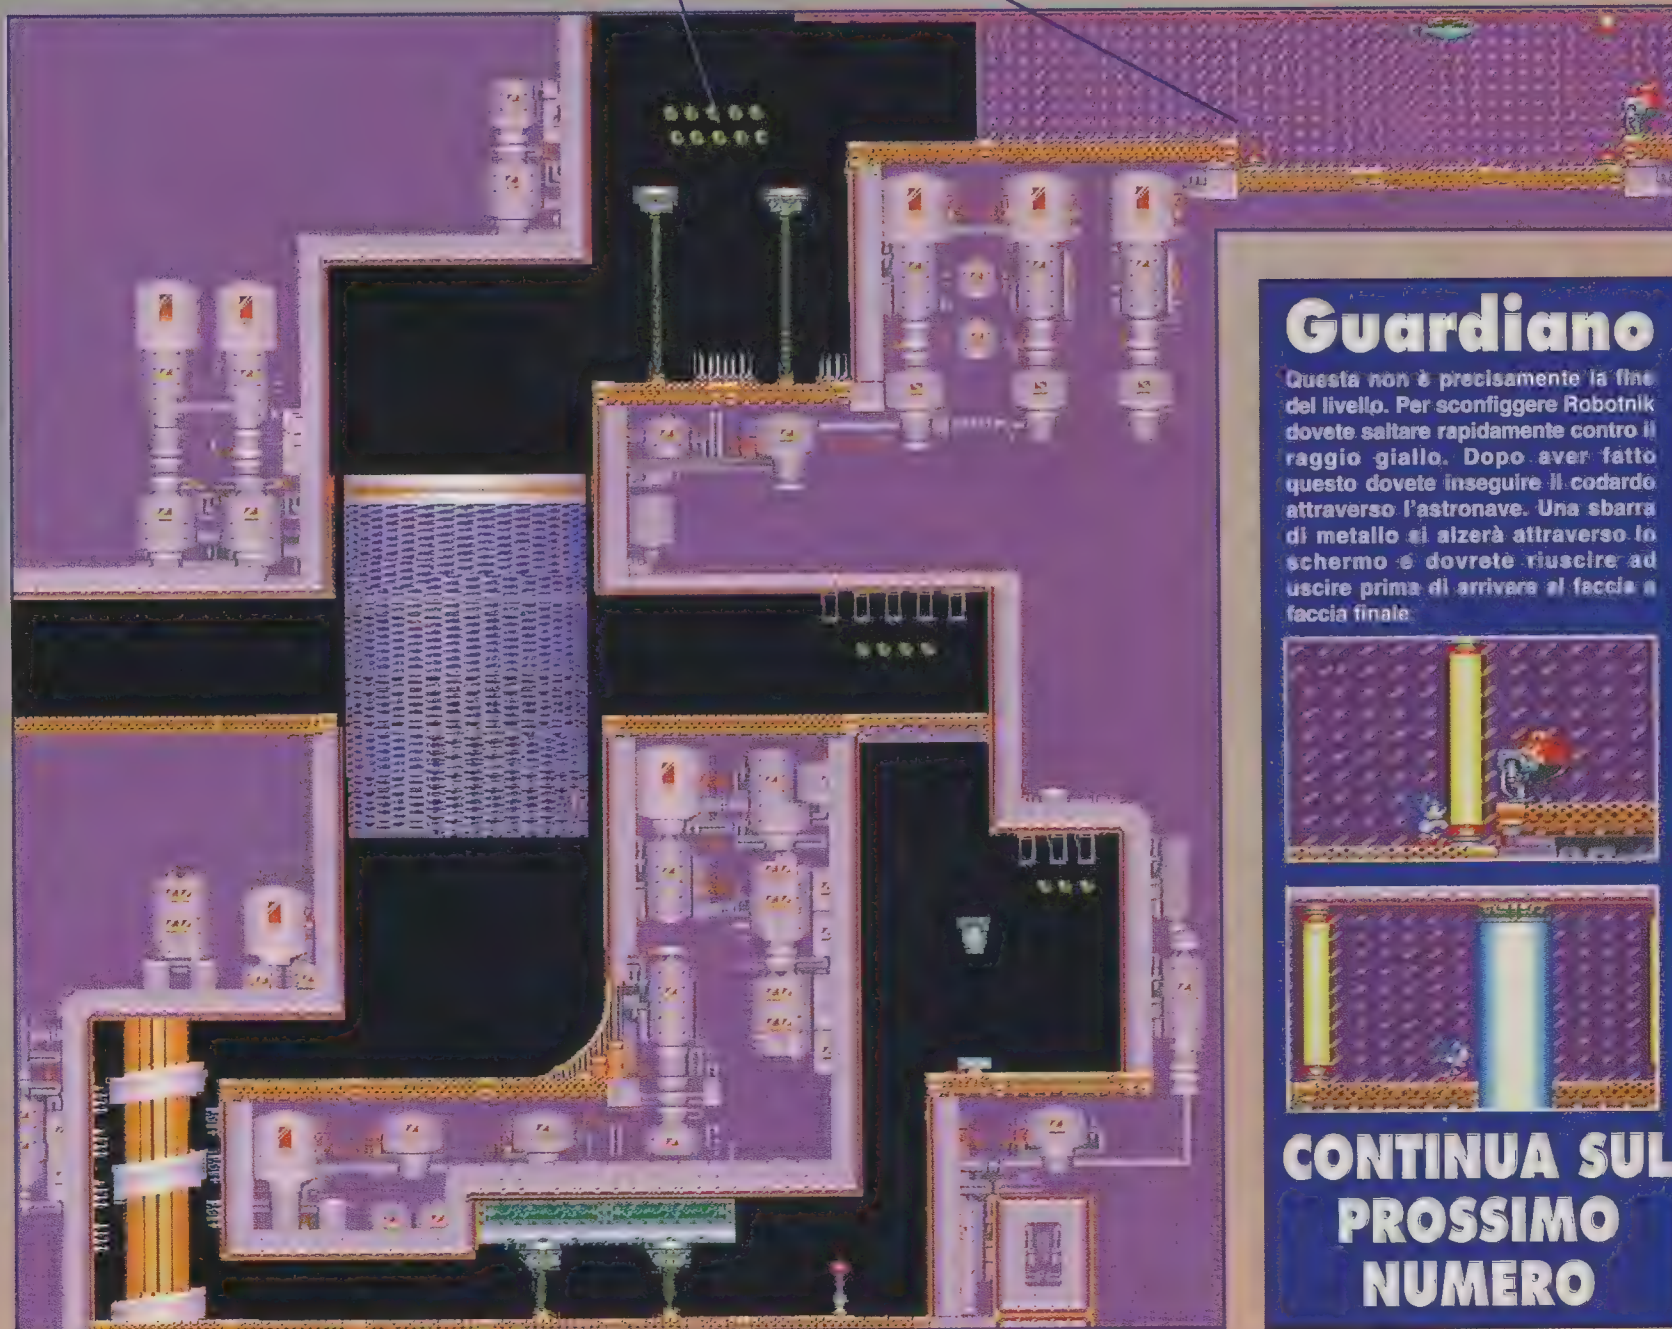 Guardiano
Questa non è precisamente la fine
del livello. Per sconfiggere Robotnik
dovete saltare rapidamente contro il
raggio giallo. Dopo aver fatto
questo dovete inseguire il codardo
attraverso l'astronave. Una sbarra
di metallo si alzerà attraverso lo
schermo e dovrete riuscire ad
uscire prima di arrivare al faccia a
faccia finale
CONTINUA SUL
PROSSIMO
NUMERO